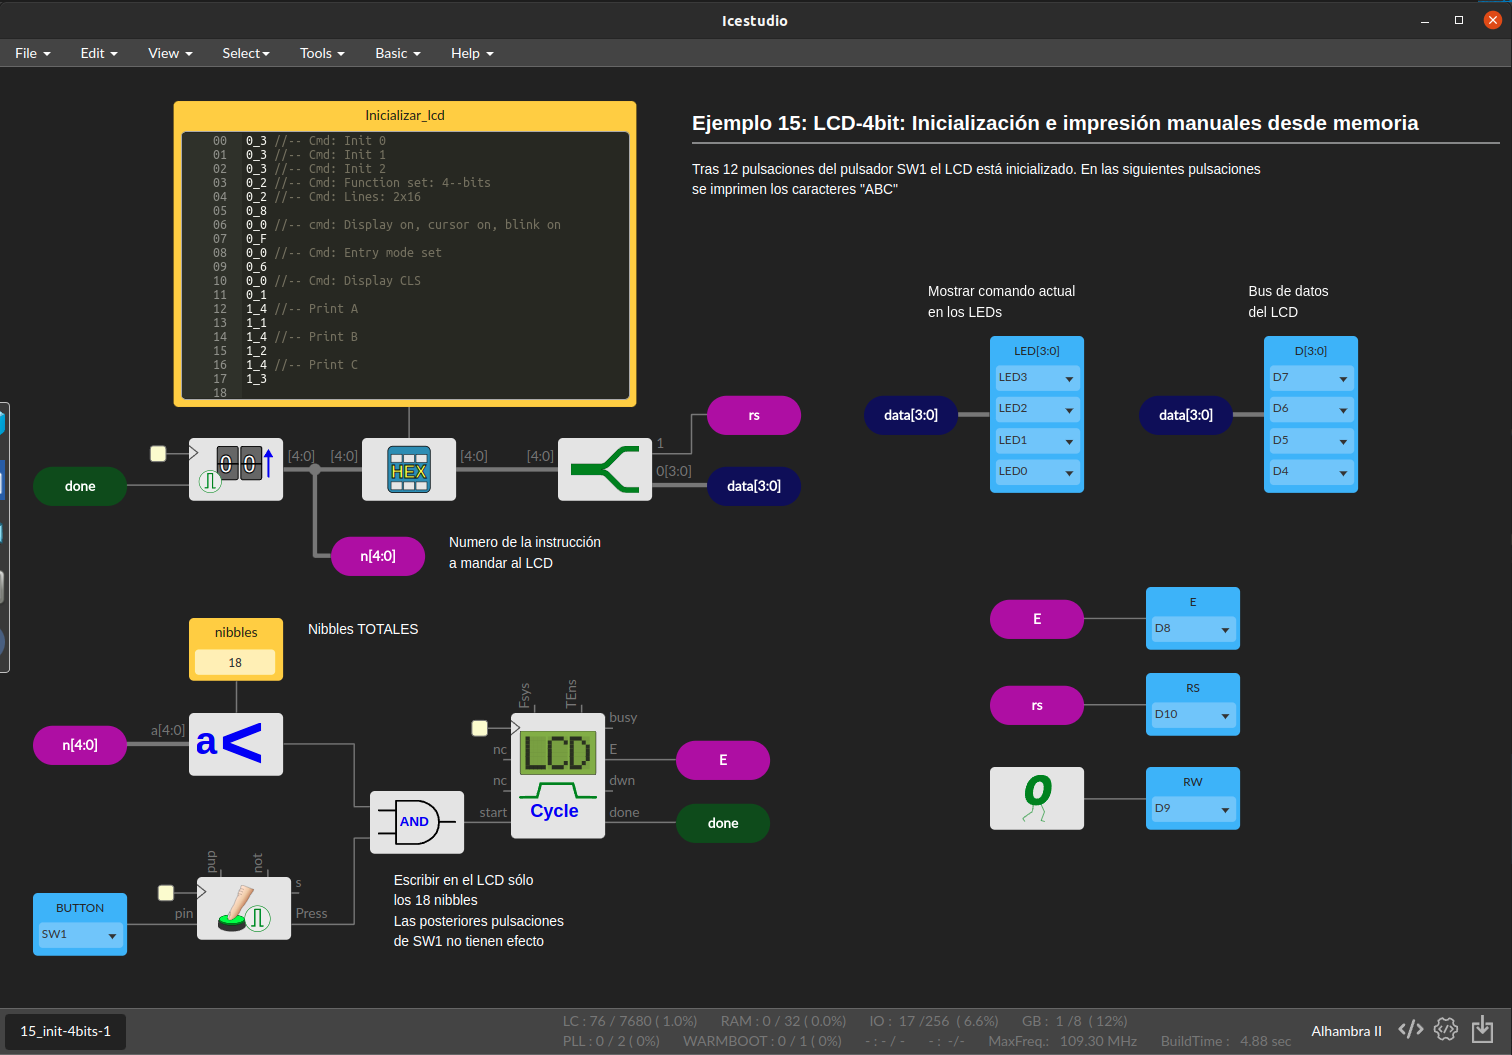 Icestudio
File Edit View Select Tools Basic Help
Inicializar_lcd
00 0_3 //-- Cmd: Init 0
01 0_3 //-- Cmd: Init 1
02 0_3 //-- Cmd: Init 2
03 0_2 //-- Cmd: Function set: 4--bits
04 0_2 //-- Cmd: Lines: 2x16
05 0_8
06 0_0 //-- cmd: Display on, cursor on, blink on
07 0_F
08 0_0 //-- Cmd: Entry mode set
09 0_6
10 0_0 //-- Cmd: Display CLS
11 0_1
12 1_4 //-- Print A
13 1_1
14 1_4 //-- Print B
15 1_2
16 1_4 //-- Print C
17 1_3
18
Ejemplo 15: LCD-4bit: Inicialización e impresión manuales desde memoria
Tras 12 pulsaciones del pulsador SW1 el LCD está inicializado. En las siguientes pulsaciones
se imprimen los caracteres "ABC"
Mostrar comando actual
en los LEDs
Bus de datos
del LCD
LED[3:0]
LED3
LED2
LED1
LED0
D[3:0]
D7
D6
D5
D4
data[3:0]
data[3:0]
done
00
[4:0] [4:0]
HEX
[4:0] [4:0]
1
0[3:0]
rs
data[3:0]
n[4:0]
Numero de la instrucción
a mandar al LCD
nibbles
18
Nibbles TOTALES
n[4:0]
a[4:0]
a<
AND
Fsys
TEns
busy
nc
E
nc
dwn
start
done
LCD
Cycle
E
done
Escribir en el LCD sólo
los 18 nibbles
Las posteriores pulsaciones
de SW1 no tienen efecto
BUTTON
SW1
pup
not
s
pin
Press
E
E
D8
rs
RS
D10
0
RW
D9
15_init-4bits-1
LC : 76 / 7680 ( 1.0%) RAM : 0 / 32 ( 0.0%) IO : 17 /256 ( 6.6%) GB : 1 /8 ( 12%)
PLL : 0 / 2 ( 0%) WARMBOOT : 0 / 1 ( 0%) - : - / - - : -/- MaxFreq.: 109.30 MHz BuildTime : 4.88 sec
Alhambra II